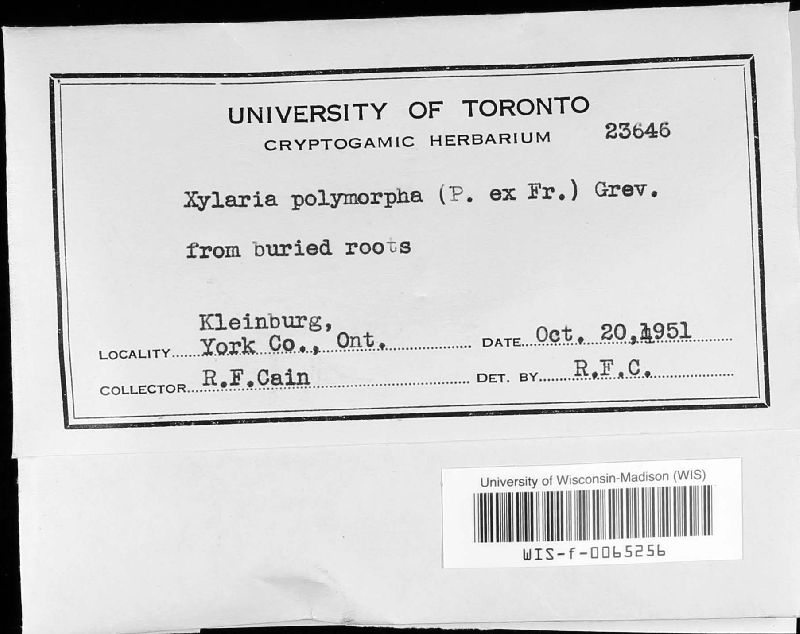 UNIVERSITY OF TORONTO
CRYPTOGAMIC HERBARIUM 23646
Xylaria polymorpha (P. ex Fr.) Grev.
from buried roots
Kleinburg,
LOCALITY York Co., Ont. DATE Oct. 20, 1951
COLLECTOR R.F.Cain DET. BY R.F.C.
University of Wisconsin-Madison (WIS)
WIS-f-0065256